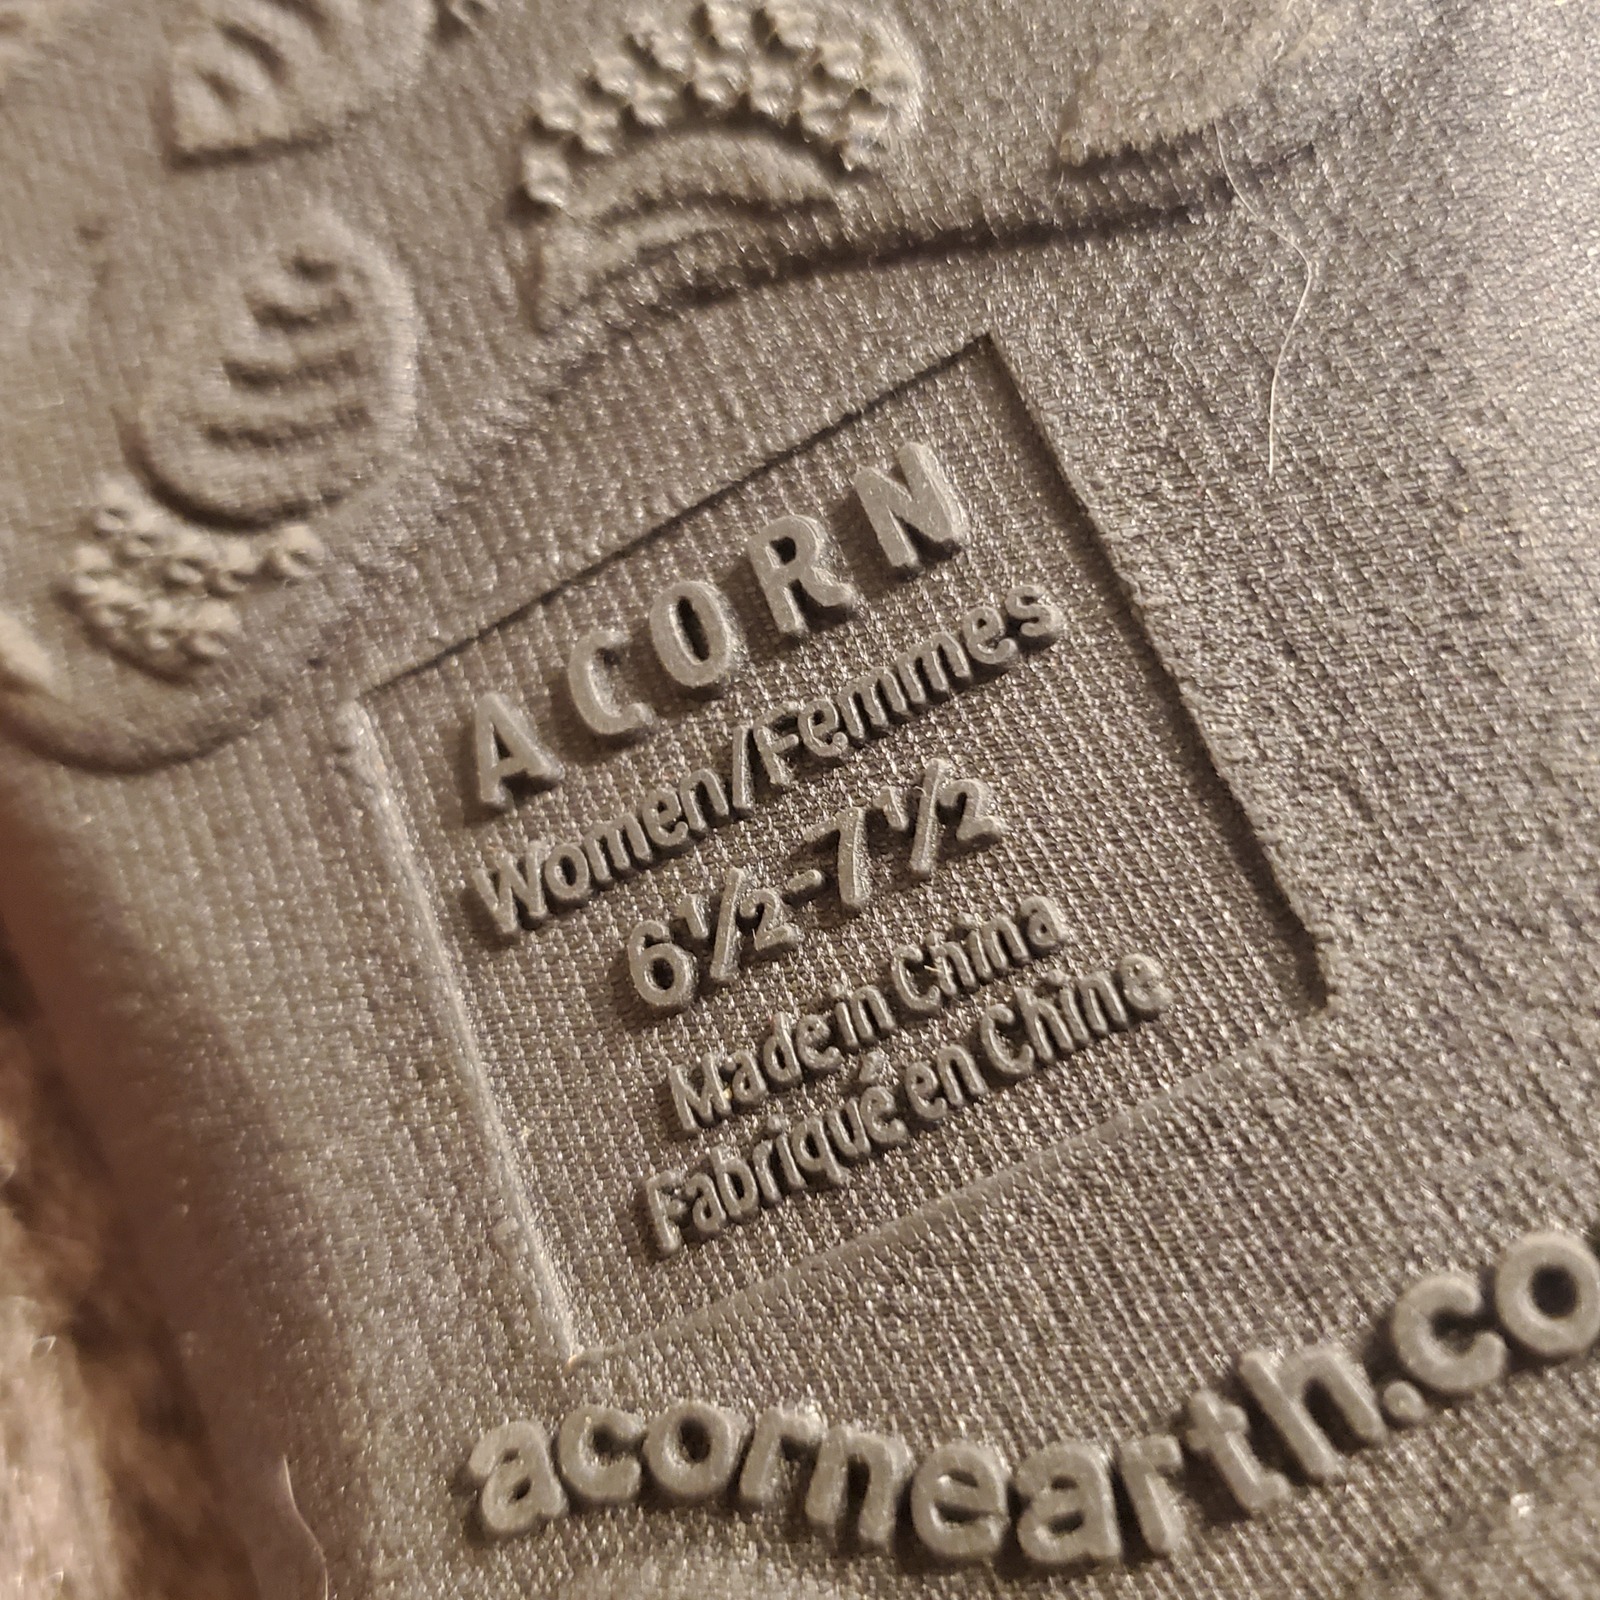 ACORN
Women/Femmes
6½-7½
Made in China
Fabriqué en Chine
acornearth.co